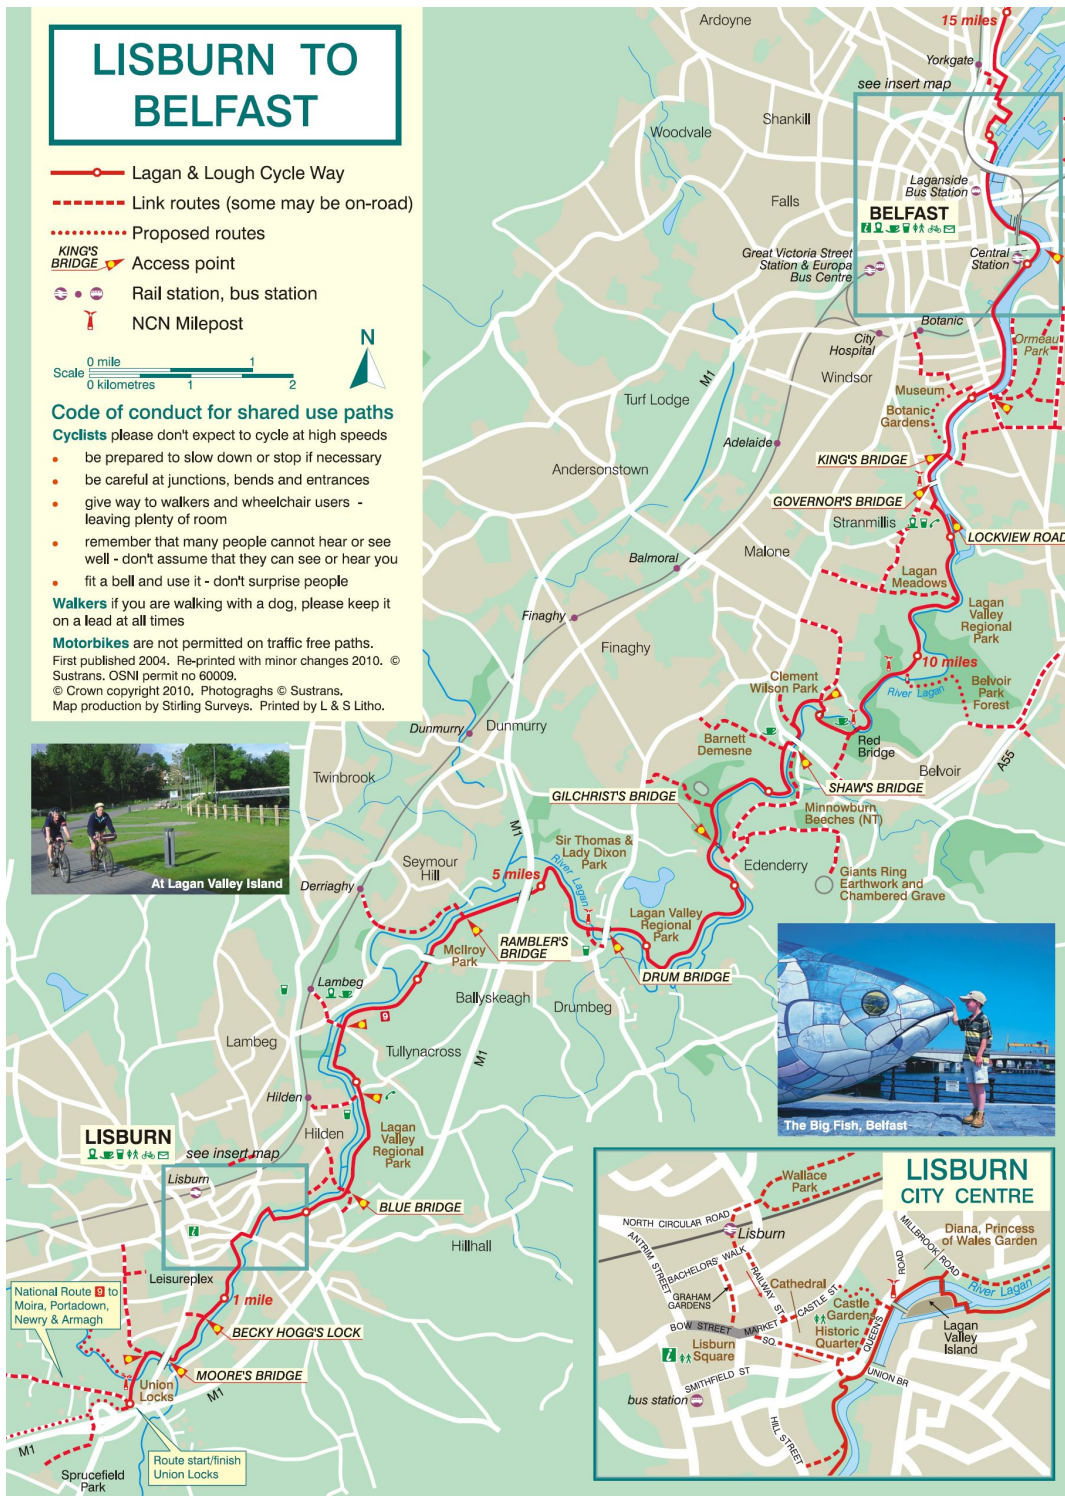 LISBURN TO
BELFAST
Lagan & Lough Cycle Way
Link routes (some may be on-road)
Proposed routes
KING'S
BRIDGE
Access point
Rail station, bus station
NCN Milepost
N
Scale
0 mile
1
0 kilometres
1
2
Code of conduct for shared use paths
Cyclists please don't expect to cycle at high speeds
• be prepared to slow down or stop if necessary
• be careful at junctions, bends and entrances
• give way to walkers and wheelchair users -
leaving plenty of room
• remember that many people cannot hear or see
well - don't assume that they can see or hear you
• fit a bell and use it - don't surprise people
Walkers if you are walking with a dog, please keep it
on a lead at all times
Motorbikes are not permitted on traffic free paths.
First published 2004. Re-printed with minor changes 2010. ©
Sustrans. OSNI permit no 60009.
© Crown copyright 2010. Photograghs © Sustrans.
Map production by Stirling Surveys. Printed by L & S Litho.
Ardoyne
15 miles
Yorkgate
see insert map
Shankill
Woodvale
Laganside
Bus Station
Falls
BELFAST
Great Victoria Street
Station & Europa
Bus Centre
Central
Station
Botanic
City
Hospital
Ormeau
Park
Windsor
M1
Museum
Turf Lodge
Botanic
Gardens
Adelaide
KING'S BRIDGE
Andersonstown
GOVERNOR'S BRIDGE
Stranmillis
LOCKVIEW ROAD
Malone
Balmoral
Lagan
Meadows
Lagan
Valley
Regional
Park
Finaghy
Finaghy
10 miles
Clement
Wilson Park
River Lagan
Belvoir
Park
Forest
Dunmurry
Dunmurry
Barnett
Demesne
Red
Bridge
A55
Belvoir
Twinbrook
SHAW'S BRIDGE
GILCHRIST'S BRIDGE
Minnowburn
Beeches (NT)
M1
Sir Thomas &
Lady Dixon
Park
Seymour
Hill
Edenderry
5 miles
River Lagan
Giants Ring
Earthwork and
Chambered Grave
Derriaghy
At Lagan Valley Island
Lagan Valley
Regional
Park
RAMBLER'S
BRIDGE
McIlroy
Park
DRUM BRIDGE
Lambeg
Ballyskeagh
Drumbeg
9
Lambeg
Tullynacross
M1
Hilden
Hilden
Lagan
Valley
Regional
Park
The Big Fish, Belfast
LISBURN
see insert map
Lisburn
BLUE BRIDGE
Hillhall
Leisureplex
National Route 9 to
Moira, Portadown,
Newry & Armagh
1 mile
BECKY HOGG'S LOCK
MOORE'S BRIDGE
Union
Locks
M1
M1
Route start/finish
Union Locks
Sprucefield
Park
LISBURN
CITY CENTRE
Wallace
Park
NORTH CIRCULAR ROAD
Lisburn
MILLBROOK ROAD
Diana, Princess
of Wales Garden
ANTRIM STREET
BACHELORS' WALK
RAILWAY ST
ROAD
Cathedral
CASTLE ST
GRAHAM
GARDENS
River Lagan
Castle
Gardens
BOW STREET
MARKET
SQ.
Historic
Quarter
QUEEN'S
Lagan
Valley
Island
Lisburn
Square
SMITHFIELD ST
UNION BR
bus station
HILL STREET